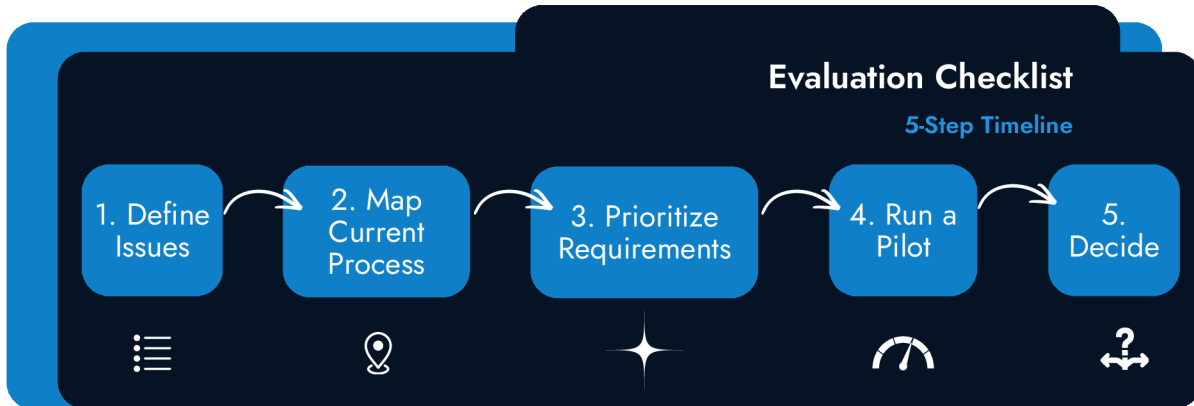 Evaluation Checklist
5-Step Timeline
1. Define
Issues
2. Map
Current
Process
3. Prioritize
Requirements
4. Run a
Pilot
5.
Decide
?